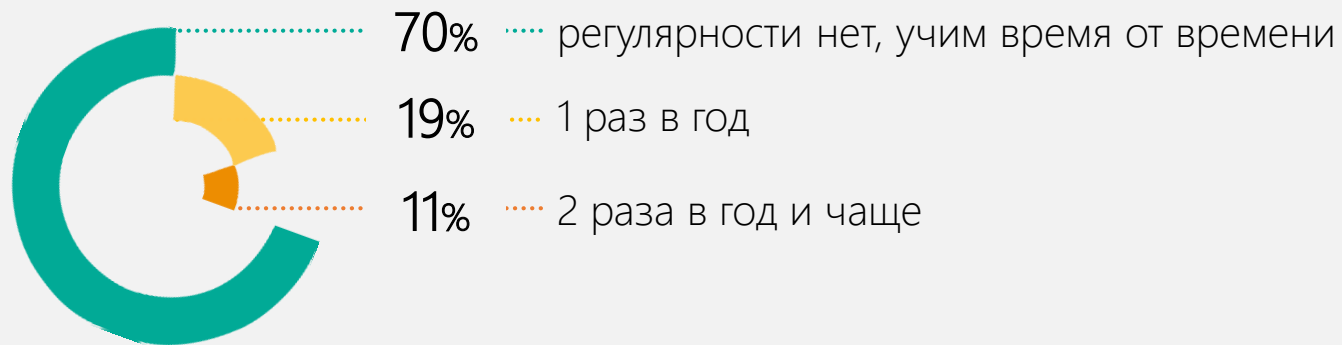 70% регулярности нет, учим время от времени
19% 1 раз в год
11% 2 раза в год и чаще